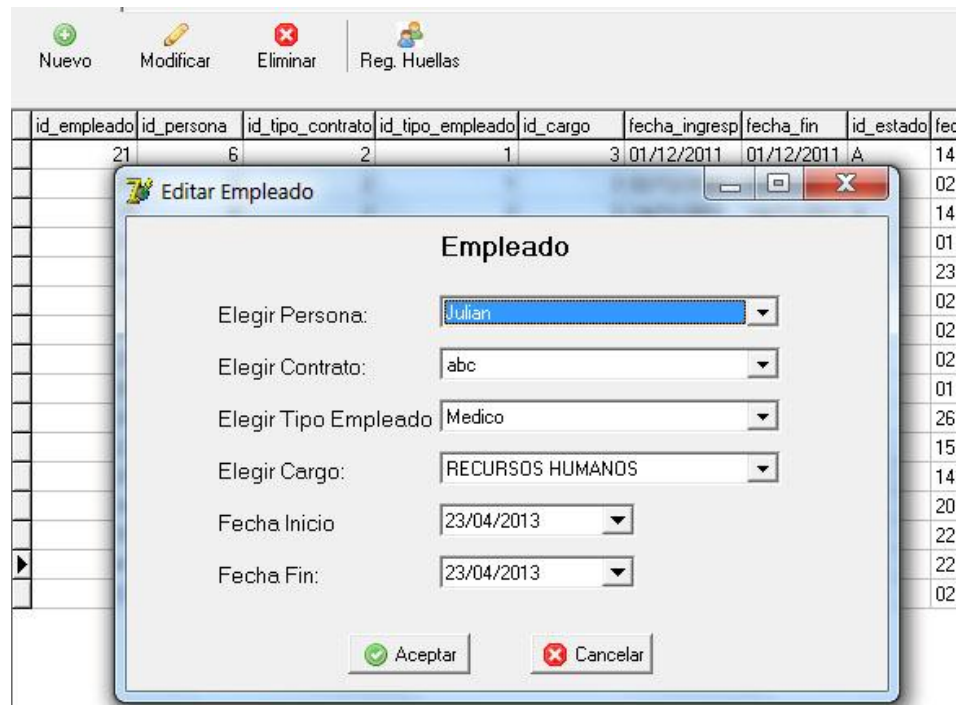 Nuevo Modificar Eliminar Reg. Huellas
id_empleado id_persona id_tipo_contrato id_tipo_empleado id_cargo fecha_ingresp fecha_fin id_estado fec
21 6 2 1 3 01/12/2011 01/12/2011 A 14
02
14
01
23
02
02
02
01
26
15
14
20
22
22
02
Editar Empleado
Empleado
Elegir Persona: Julian
Elegir Contrato: abc
Elegir Tipo Empleado Medico
Elegir Cargo: RECURSOS HUMANOS
Fecha Inicio 23/04/2013
Fecha Fin: 23/04/2013
Aceptar Cancelar